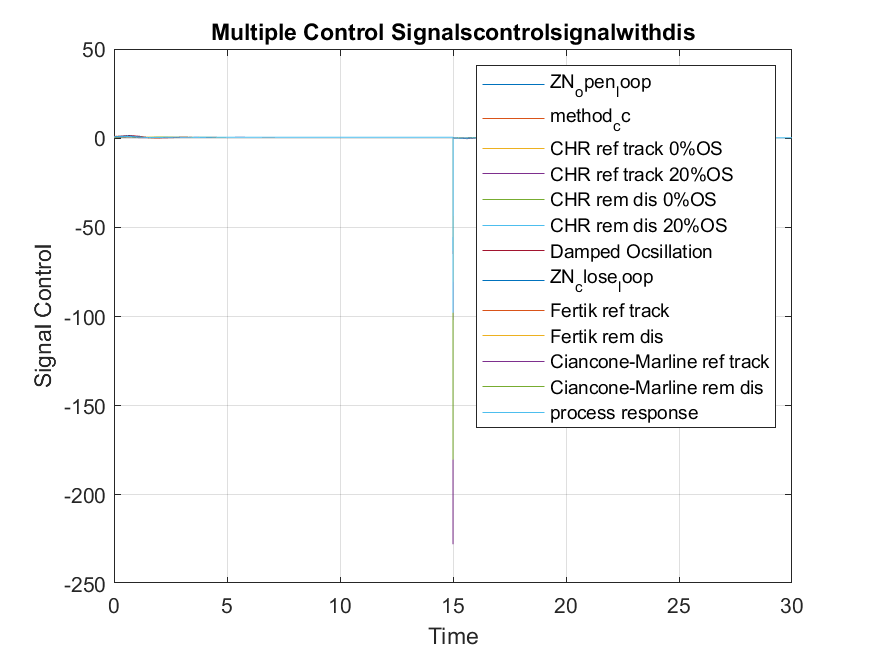 Multiple Control Signalscontrolsignalwithdis
50
0
-50
-100
-150
-200
-250
Signal Control
ZN_openloop
method_cc
CHR ref track 0%OS
CHR ref track 20%OS
CHR rem dis 0%OS
CHR rem dis 20%OS
Damped Ocsillation
ZN_closeloop
Fertik ref track
Fertik rem dis
Ciancone-Marline ref track
Ciancone-Marline rem dis
process response
0 5 10 15 20 25 30
Time